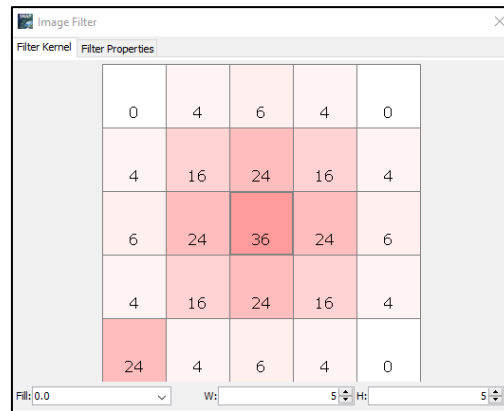 Image Filter
Filter Kernel Filter Properties
0 4 6 4 0
4 16 24 16 4
6 24 36 24 6
4 16 24 16 4
24 4 6 4 0
Fill: 0.0 W: 5 H: 5